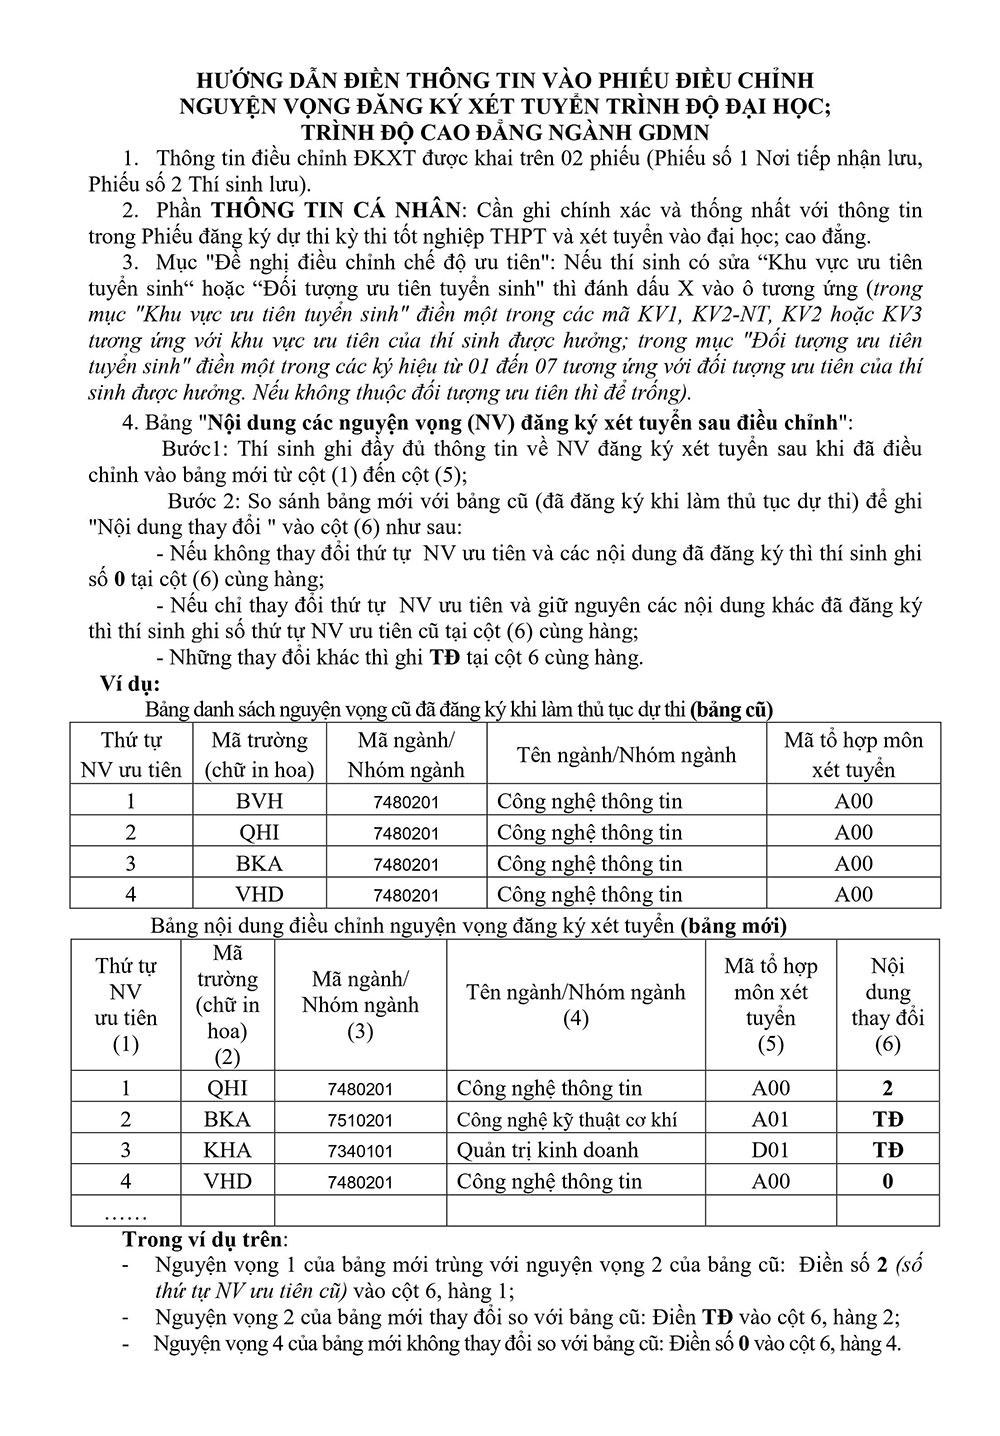 HƯỚNG DẪN ĐIỀN THÔNG TIN VÀO PHIẾU ĐIỀU CHỈNH
NGUYỆN VỌNG ĐĂNG KÝ XÉT TUYỂN TRÌNH ĐỘ ĐẠI HỌC;
TRÌNH ĐỘ CAO ĐẲNG NGÀNH GDMN
1. Thông tin điều chỉnh ĐKXT được khai trên 02 phiếu (Phiếu số 1 Nơi tiếp nhận lưu,
Phiếu số 2 Thí sinh lưu).
2. Phần THÔNG TIN CÁ NHÂN: Cần ghi chính xác và thống nhất với thông tin
trong Phiếu đăng ký dự thi kỳ thi tốt nghiệp THPT và xét tuyển vào đại học; cao đẳng.
3. Mục "Đề nghị điều chỉnh chế độ ưu tiên": Nếu thí sinh có sửa “Khu vực ưu tiên
tuyển sinh“ hoặc “Đối tượng ưu tiên tuyển sinh" thì đánh dấu X vào ô tương ứng (trong
mục "Khu vực ưu tiên tuyển sinh" điền một trong các mã KV1, KV2-NT, KV2 hoặc KV3
tương ứng với khu vực ưu tiên của thí sinh được hưởng; trong mục "Đối tượng ưu tiên
tuyển sinh" điền một trong các ký hiệu từ 01 đến 07 tương ứng với đối tượng ưu tiên của thí
sinh được hưởng. Nếu không thuộc đối tượng ưu tiên thì để trống).
4. Bảng "Nội dung các nguyện vọng (NV) đăng ký xét tuyển sau điều chỉnh":
Bước1: Thí sinh ghi đầy đủ thông tin về NV đăng ký xét tuyển sau khi đã điều
chỉnh vào bảng mới từ cột (1) đến cột (5);
Bước 2: So sánh bảng mới với bảng cũ (đã đăng ký khi làm thủ tục dự thi) để ghi
"Nội dung thay đổi " vào cột (6) như sau:
- Nếu không thay đổi thứ tự NV ưu tiên và các nội dung đã đăng ký thì thí sinh ghi
số 0 tại cột (6) cùng hàng;
- Nếu chỉ thay đổi thứ tự NV ưu tiên và giữ nguyên các nội dung khác đã đăng ký
thì thí sinh ghi số thứ tự NV ưu tiên cũ tại cột (6) cùng hàng;
- Những thay đổi khác thì ghi TĐ tại cột 6 cùng hàng.
Ví dụ:
Bảng danh sách nguyện vọng cũ đã đăng ký khi làm thủ tục dự thi (bảng cũ)
Thứ tự Mã trường Mã ngành/ Tên ngành/Nhóm ngành Mã tổ hợp môn
NV ưu tiên (chữ in hoa) Nhóm ngành xét tuyển
1 BVH 7480201 Công nghệ thông tin A00
2 QHI 7480201 Công nghệ thông tin A00
3 BKA 7480201 Công nghệ thông tin A00
4 VHD 7480201 Công nghệ thông tin A00
Bảng nội dung điều chỉnh nguyện vọng đăng ký xét tuyển (bảng mới)
Thứ tự
NV
ưu tiên
(1)
Mã
trường
(chữ in
hoa)
(2)
Mã ngành/
Nhóm ngành
(3)
Tên ngành/Nhóm ngành
(4)
Mã tổ hợp
môn xét
tuyển
(5)
Nội
dung
thay đổi
(6)
1 QHI 7480201 Công nghệ thông tin A00 2
2 BKA 7510201 Công nghệ kỹ thuật cơ khí A01 TĐ
3 KHA 7340101 Quản trị kinh doanh D01 TĐ
4 VHD 7480201 Công nghệ thông tin A00 0
……
Trong ví dụ trên:
- Nguyện vọng 1 của bảng mới trùng với nguyện vọng 2 của bảng cũ: Điền số 2 (số
thứ tự NV ưu tiên cũ) vào cột 6, hàng 1;
- Nguyện vọng 2 của bảng mới thay đổi so với bảng cũ: Điền TĐ vào cột 6, hàng 2;
- Nguyện vọng 4 của bảng mới không thay đổi so với bảng cũ: Điền số 0 vào cột 6, hàng 4.